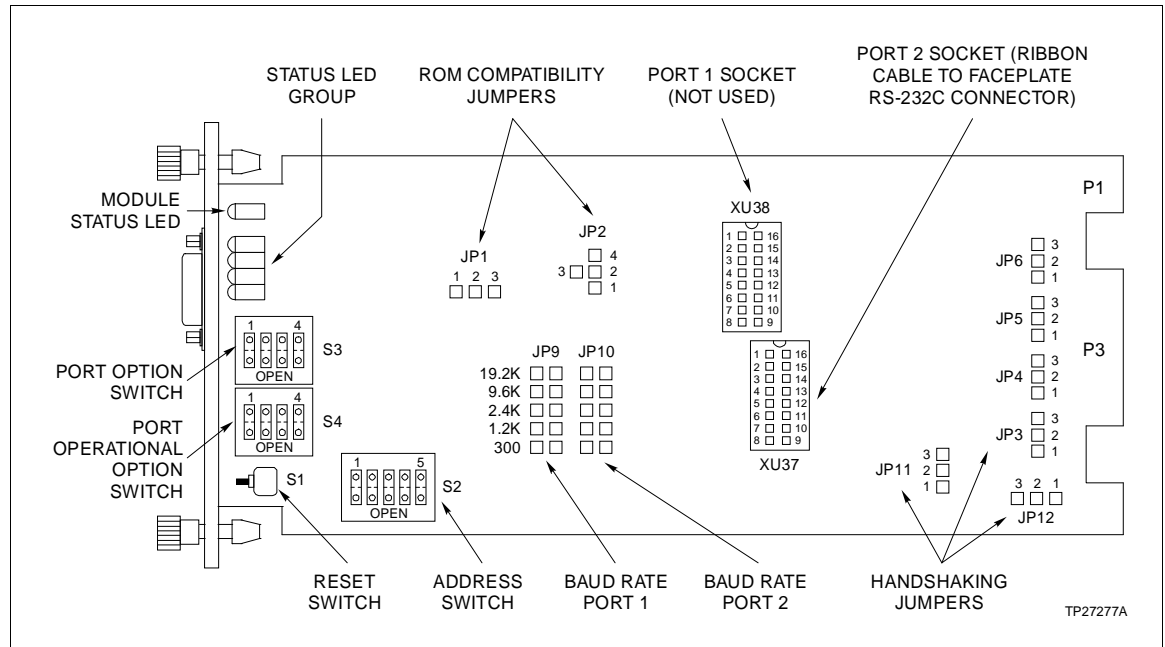 STATUS LED
GROUP
ROM COMPATIBILITY
JUMPERS
PORT 1 SOCKET
(NOT USED)
PORT 2 SOCKET (RIBBON
CABLE TO FACEPLATE
RS-232C CONNECTOR)
MODULE
STATUS LED
JP1
1 2 3
JP2
4
3 2
1
XU38
1 16
2 15
3 14
4 13
5 12
6 11
7 10
8 9
P1
JP6
3
2
1
JP5
3
2
1
P3
JP4
3
2
1
JP3
3
2
1
PORT OPTION
SWITCH
1 4
OPEN
S3
PORT
OPERATIONAL
OPTION
SWITCH
1 4
OPEN
S4
S1
1 5
OPEN
S2
JP9 JP10
19.2K
9.6K
2.4K
1.2K
300
1 16
2 15
3 14
4 13
5 12
6 11
7 10
8 9
XU37
JP11
3
2
1
3 2 1
JP12
RESET
SWITCH
ADDRESS
SWITCH
BAUD RATE
PORT 1
BAUD RATE
PORT 2
HANDSHAKING
JUMPERS
TP27277A